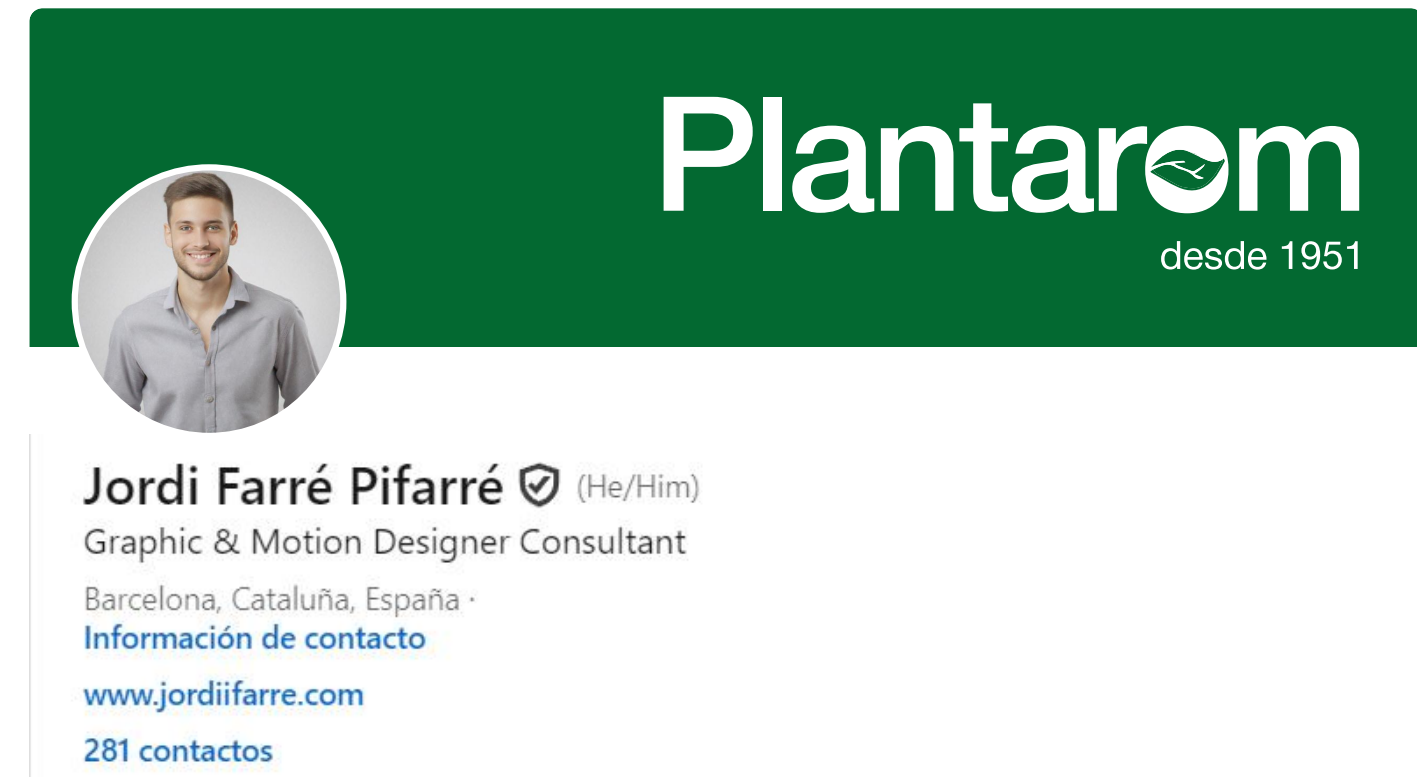 Plantarom
desde 1951
Jordi Farré Pifarré (He/Him)
Graphic & Motion Designer Consultant
Barcelona, Cataluña, España ·
Información de contacto
www.jordiifarre.com
281 contactos